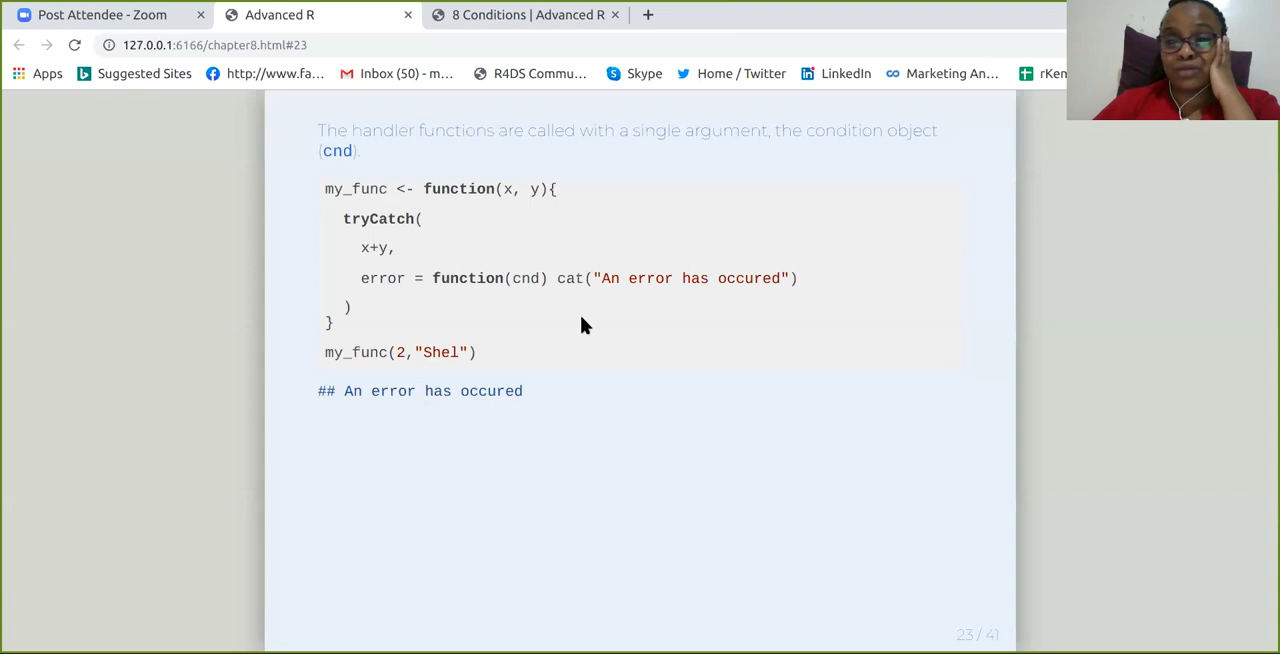 Post Attendee - Zoom
Advanced R
8 Conditions | Advanced R
127.0.0.1:6166/chapter8.html#23
Apps
Suggested Sites
http://www.fa...
Inbox (50) - m...
R4DS Commu...
Skype
Home / Twitter
LinkedIn
Marketing An...
rKen
The handler functions are called with a single argument, the condition object
(cnd).
my_func <- function(x, y){
tryCatch(
x+y,
error = function(cnd) cat("An error has occured")
)
}
my_func(2,"Shel")
## An error has occured
23 / 41